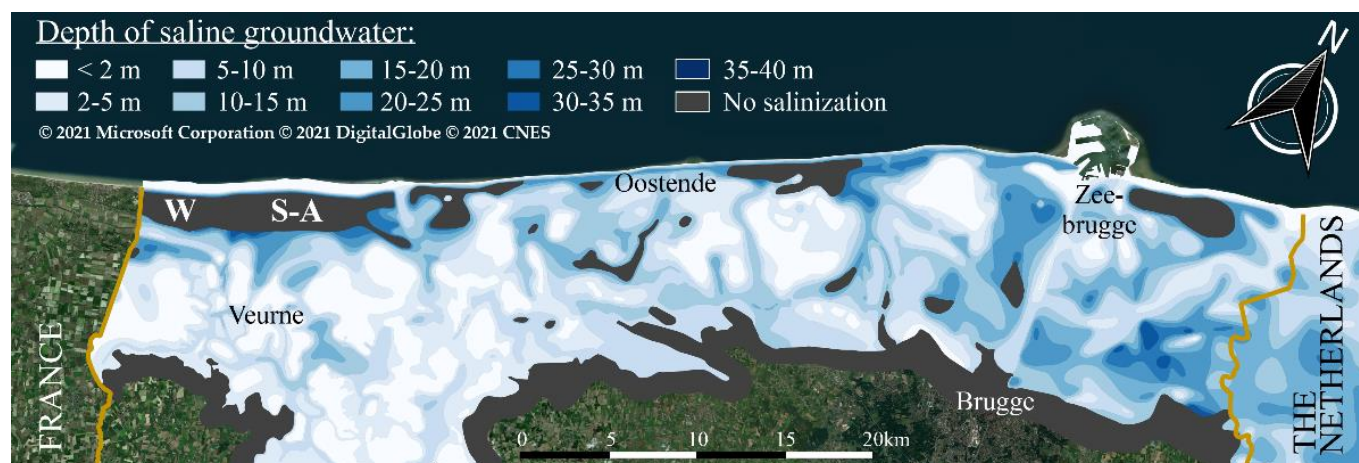 Depth of saline groundwater:
< 2 m
5-10 m
15-20 m
25-30 m
35-40 m
2-5 m
10-15 m
20-25 m
30-35 m
No salinization
© 2021 Microsoft Corporation © 2021 DigitalGlobe © 2021 CNES
N
Oostende
Zee-
brugge
W
S-A
Veurne
Brugge
FRANCE
THE
NETHERLANDS
0 5 10 15 20km